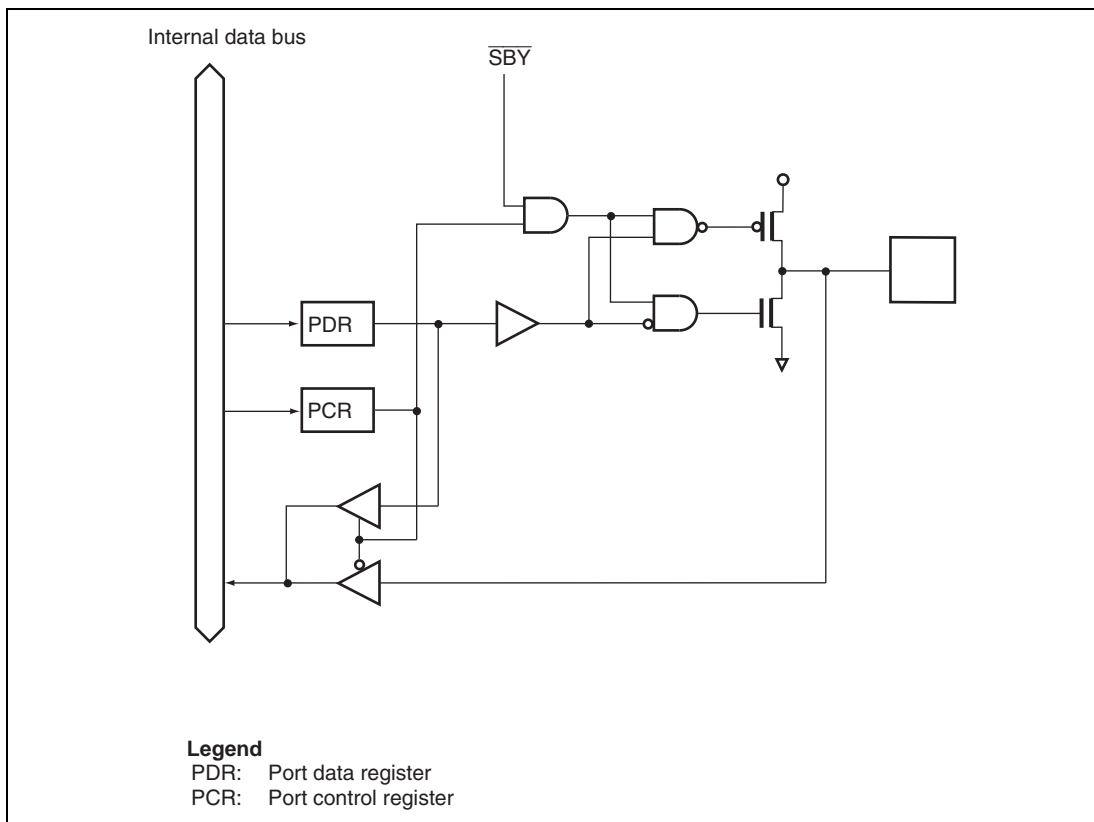 Internal data bus
SBY
PDR
PCR
Legend
PDR: Port data register
PCR: Port control register